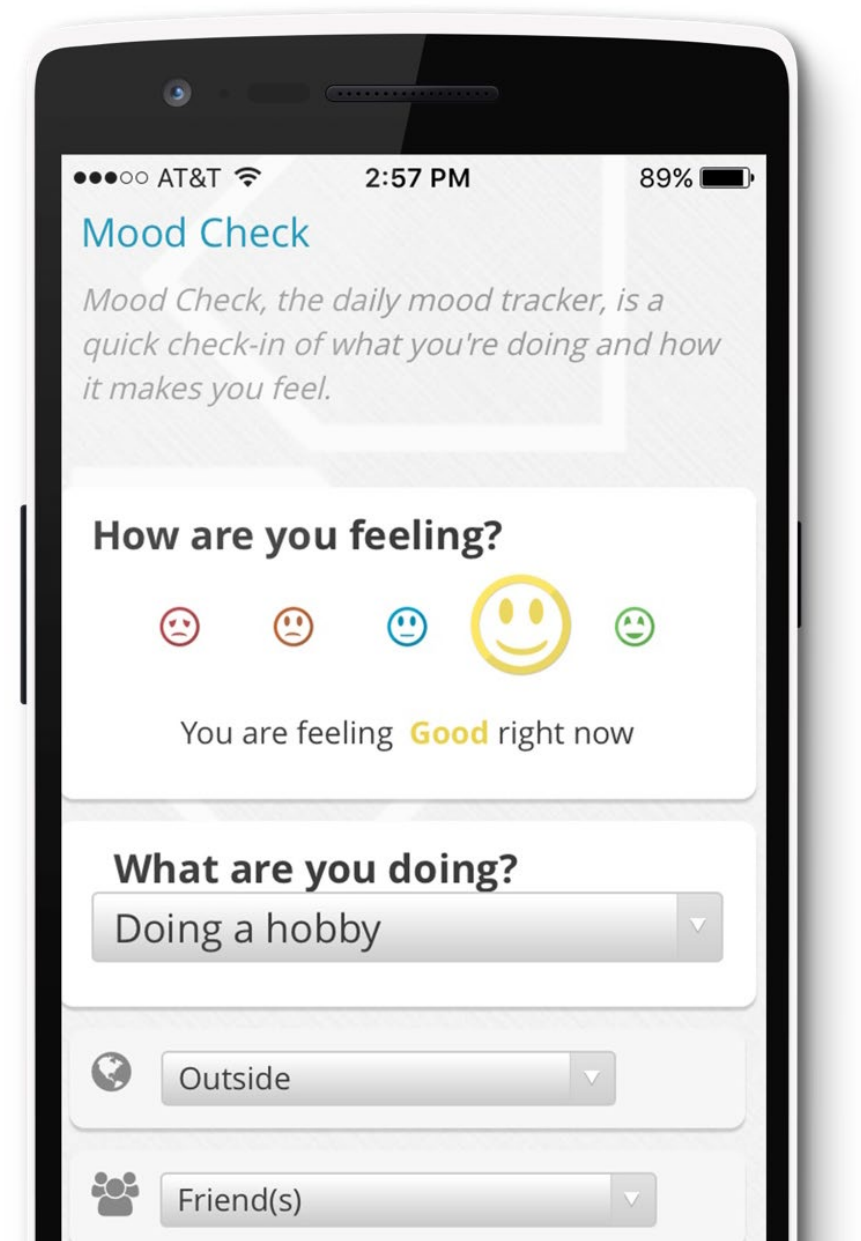 ●●●○○ AT&T 2:57 PM 89%
Mood Check
Mood Check, the daily mood tracker, is a
quick check-in of what you're doing and how
it makes you feel.
How are you feeling?
You are feeling Good right now
What are you doing?
Doing a hobby
Outside
Friend(s)